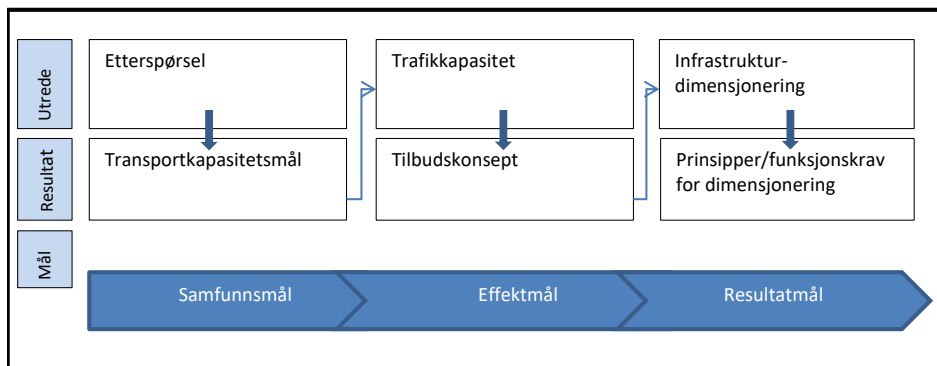 Utrede
Etterspørsel
Trafikkapasitet
Infrastruktur-
dimensjonering
Resultat
Transportkapasitetsmål
Tilbudskonsept
Prinsipper/funksjonskrav
for dimensjonering
Mål
Samfunnsmål
Effektmål
Resultatmål